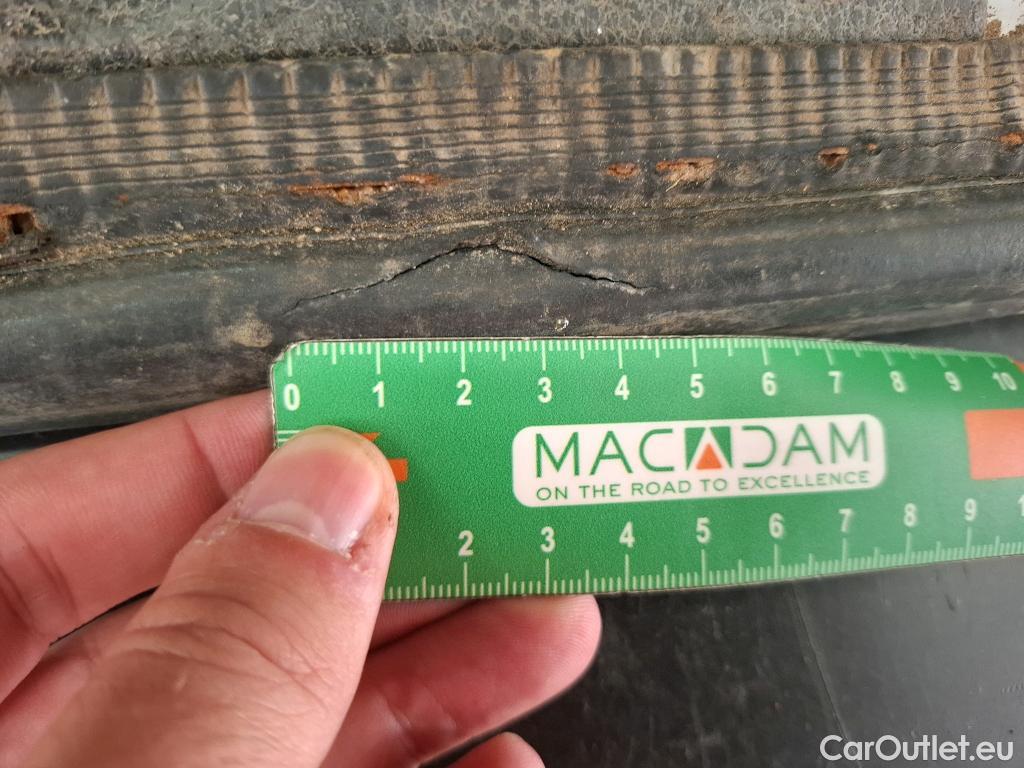 0 1 2 3 4 5 6 7 8 9 10
MACADAM
ON THE ROAD TO EXCELLENCE
2 3 4 5 6 7 8 9
CarOutlet.eu